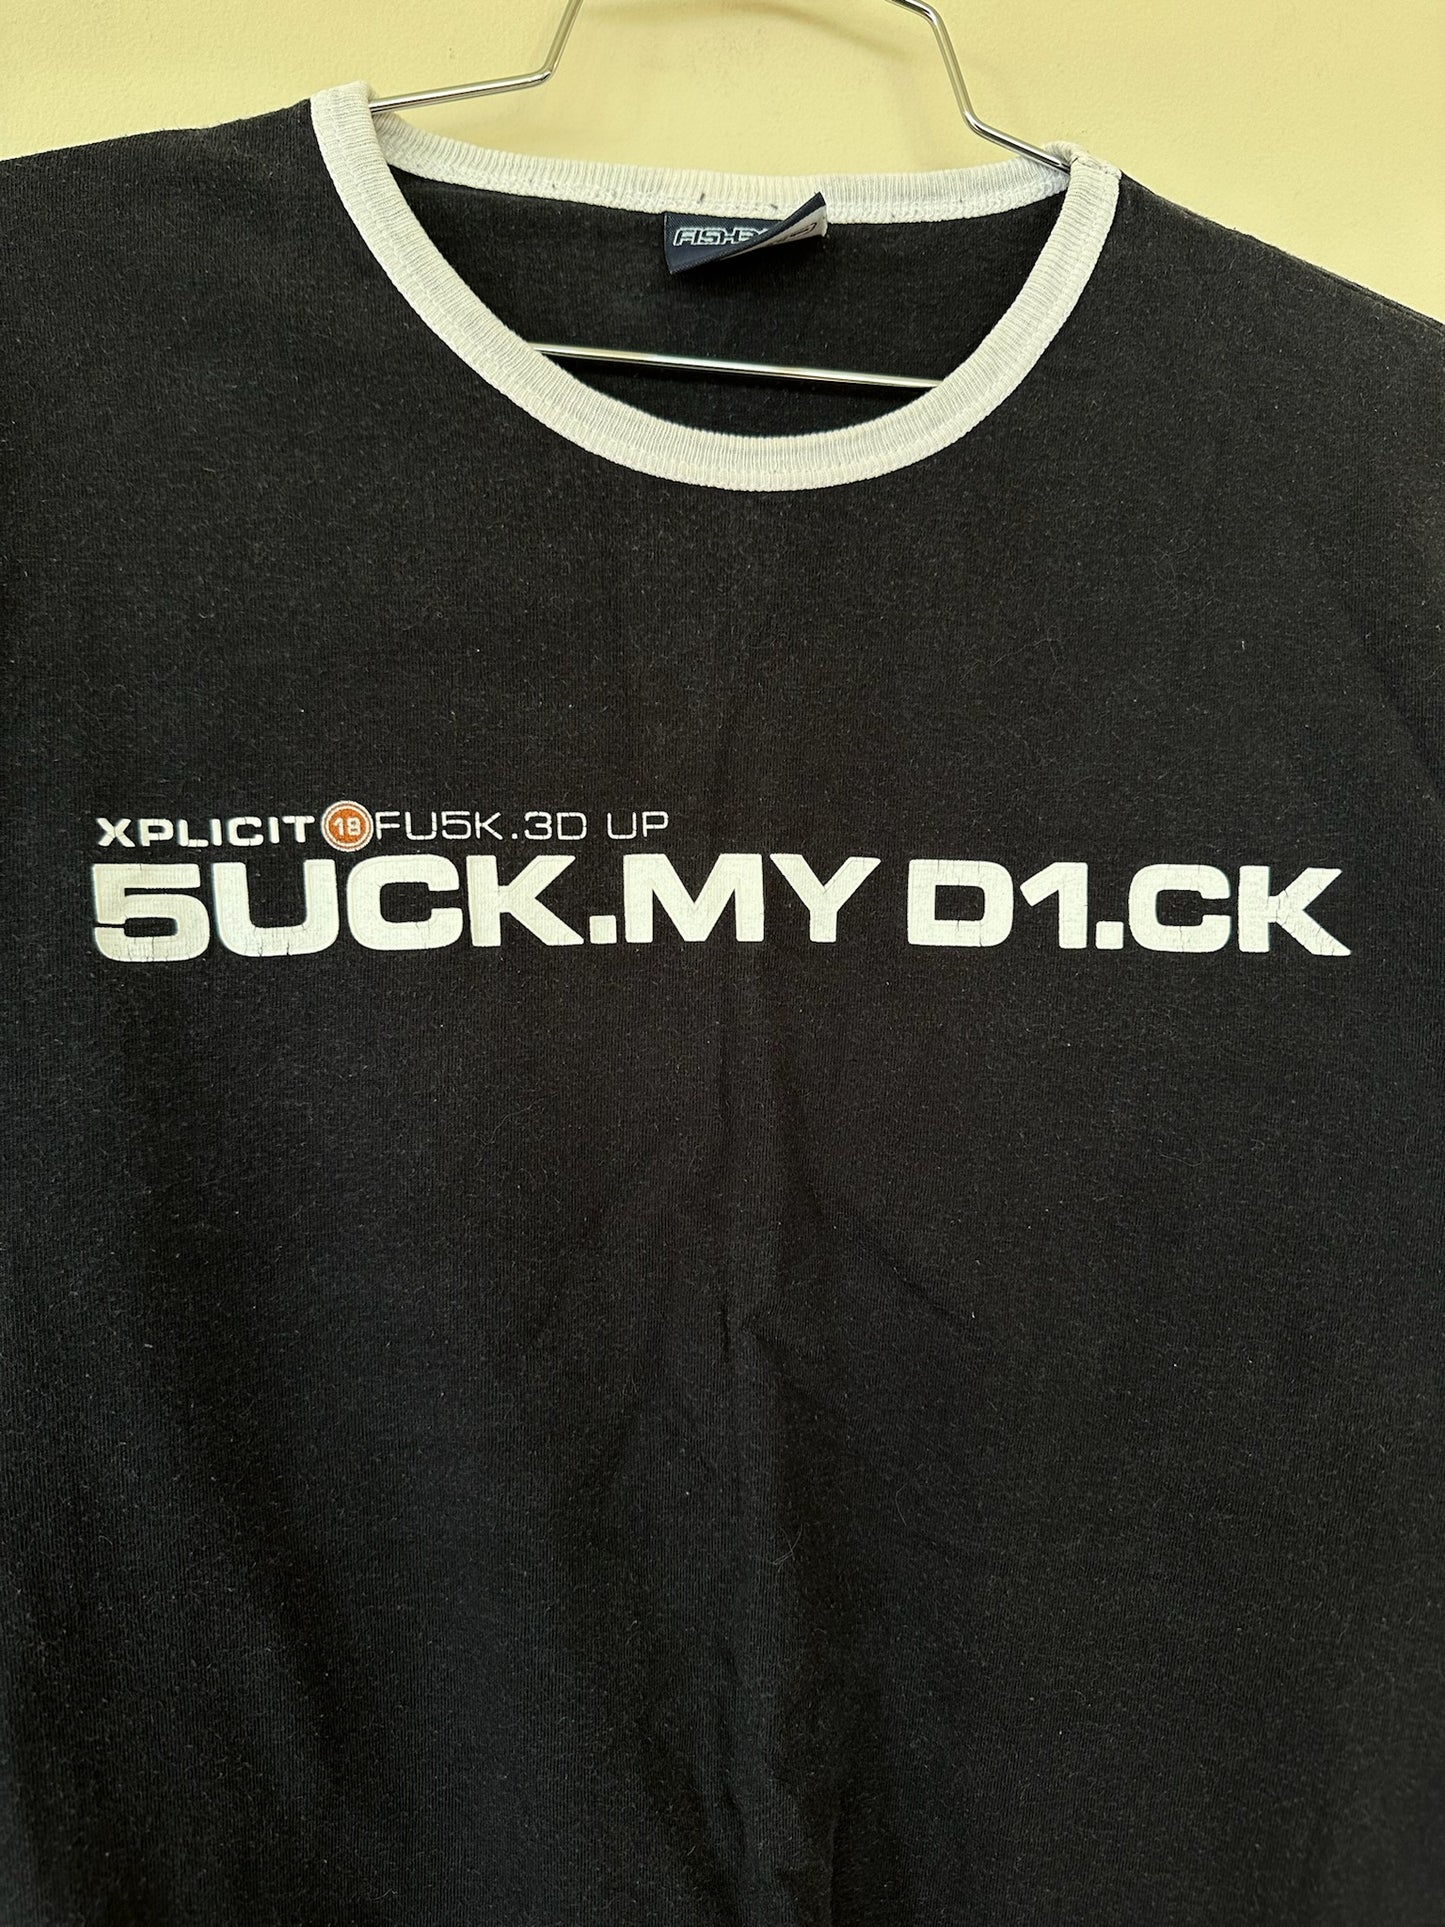 XPLICIT 18 FU5K.3D UP
5UCK.MY D1.CK